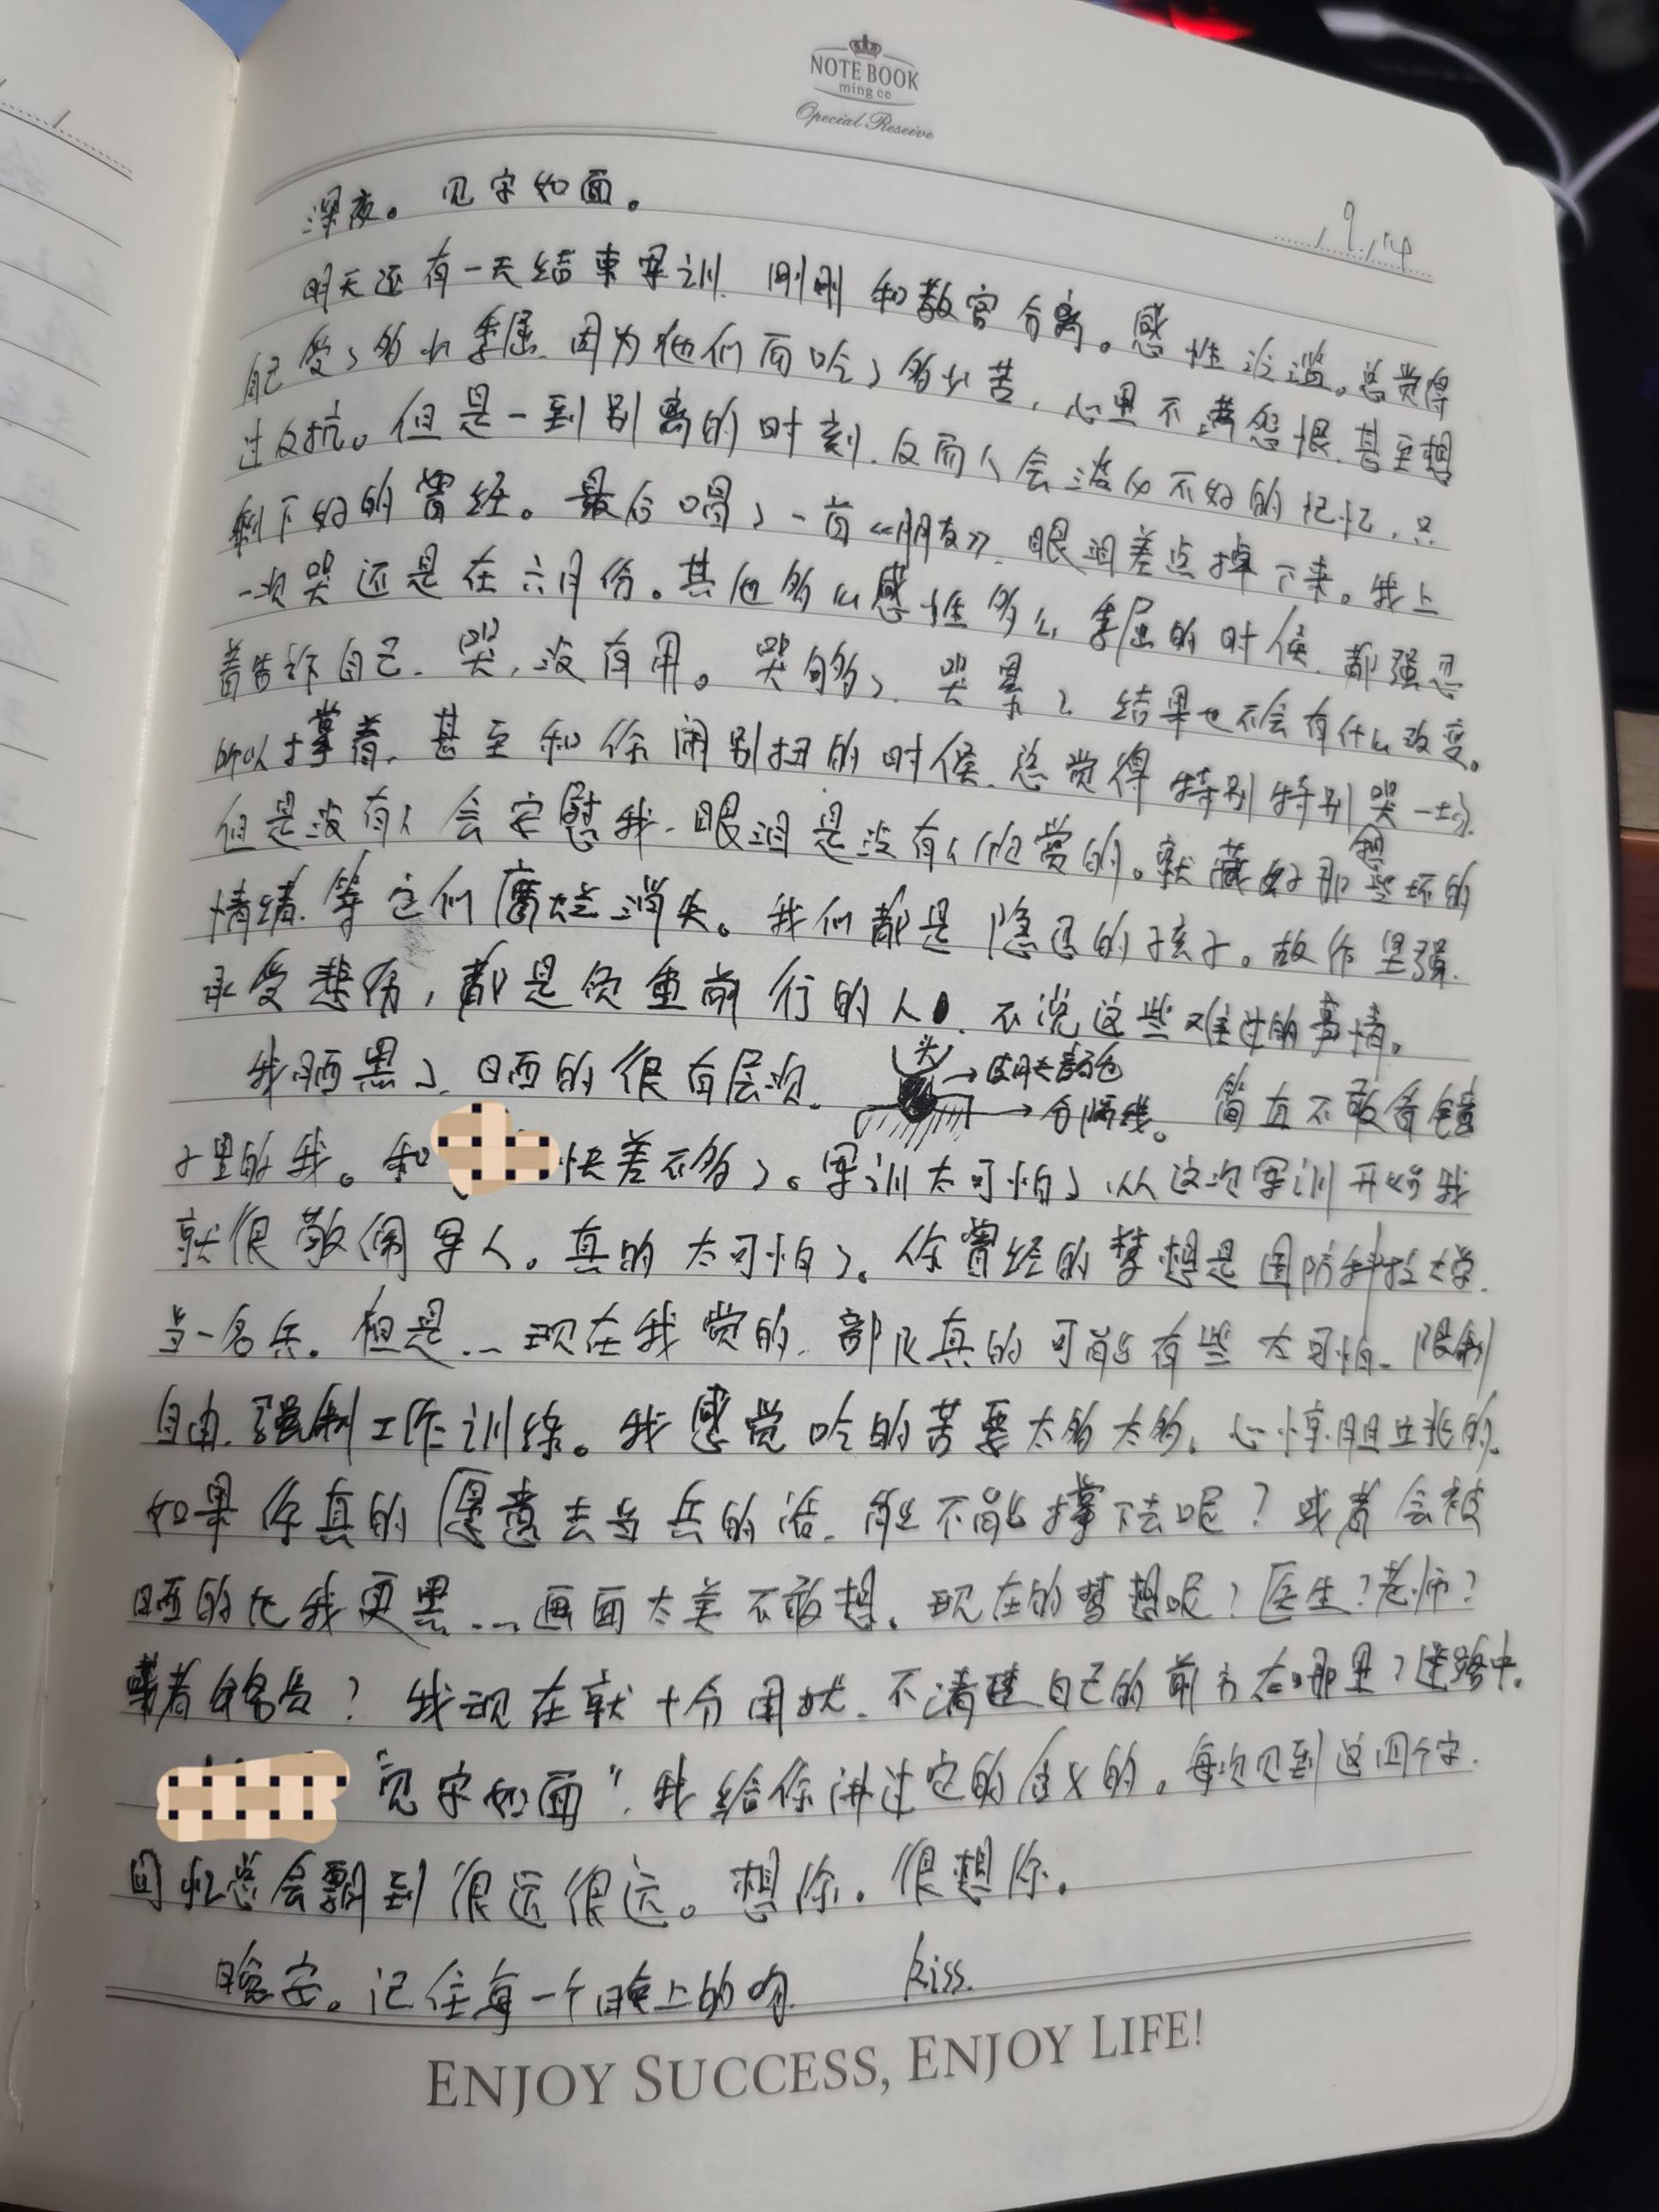 NOTE BOOK
ming ce
Special Reseive
9.14
深夜。见字如面。
明天还有一天结束军训.刚刚和教官分离。感性泛滥。总觉得
自己受了多少委屈.因为他们而吃了多少苦,心里不满怨恨.甚至想
过反抗。但是一到别离的时刻.反而人会淡化不好的记忆,只
剩下好的曾经。最后唱了一首《朋友》,眼泪差点掉下来。我上
一次哭还是在六月份。其他多么感性多么委屈的时候.都强忍
着告诉自己.哭,没有用。哭够了.哭累了.结果也不会有什么改变。
所以撑着.甚至和你闹别扭的时候.总觉得特别特别想哭一场.
但是没有人会安慰我.眼泪是没有人心赏的。就藏好那些坏的
情绪.等它们腐烂消失。我们都是隐忍的孩子。故作坚强.
承受悲伤,都是负重前行的人.不说这些难过的事情。
我晒黑了.晒的很有层次.
头
→皮肤去部色
→分隔线。
简直不敢看镜
子里的我。和 快差不多了。军训太可怕了.从这次军训开始我
就很敬佩军人。真的太可怕了。你曾经的梦想是国防科技大学.
当一名兵。但是...现在我觉的.部队真的可能有些太可怕.限制
自由.强制工作训练。我感觉吃的苦要太多太多.心惊胆战的.
如果你真的愿意去当兵的话.能不能撑下去呢?或者会被
晒的比我更黑...画面太美不敢想.现在的梦想呢?医生?老师?
或者 ?我现在就十分困扰.不清楚自己的前方在哪里?迷路中.
“见字如面”.我给你讲过它的含义的。每次见到这四个字.
回忆总会飘到很远很远。想你.很想你.
晚安。记住每一个晚上的吻. kiss.
ENJOY SUCCESS, ENJOY LIFE!